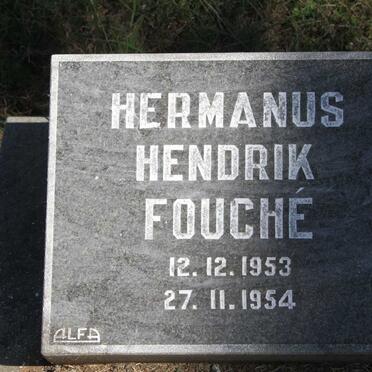 HERMANUS
HENDRIK
FOUCHÉ
12.12.1953
27.11.1954
ALFA